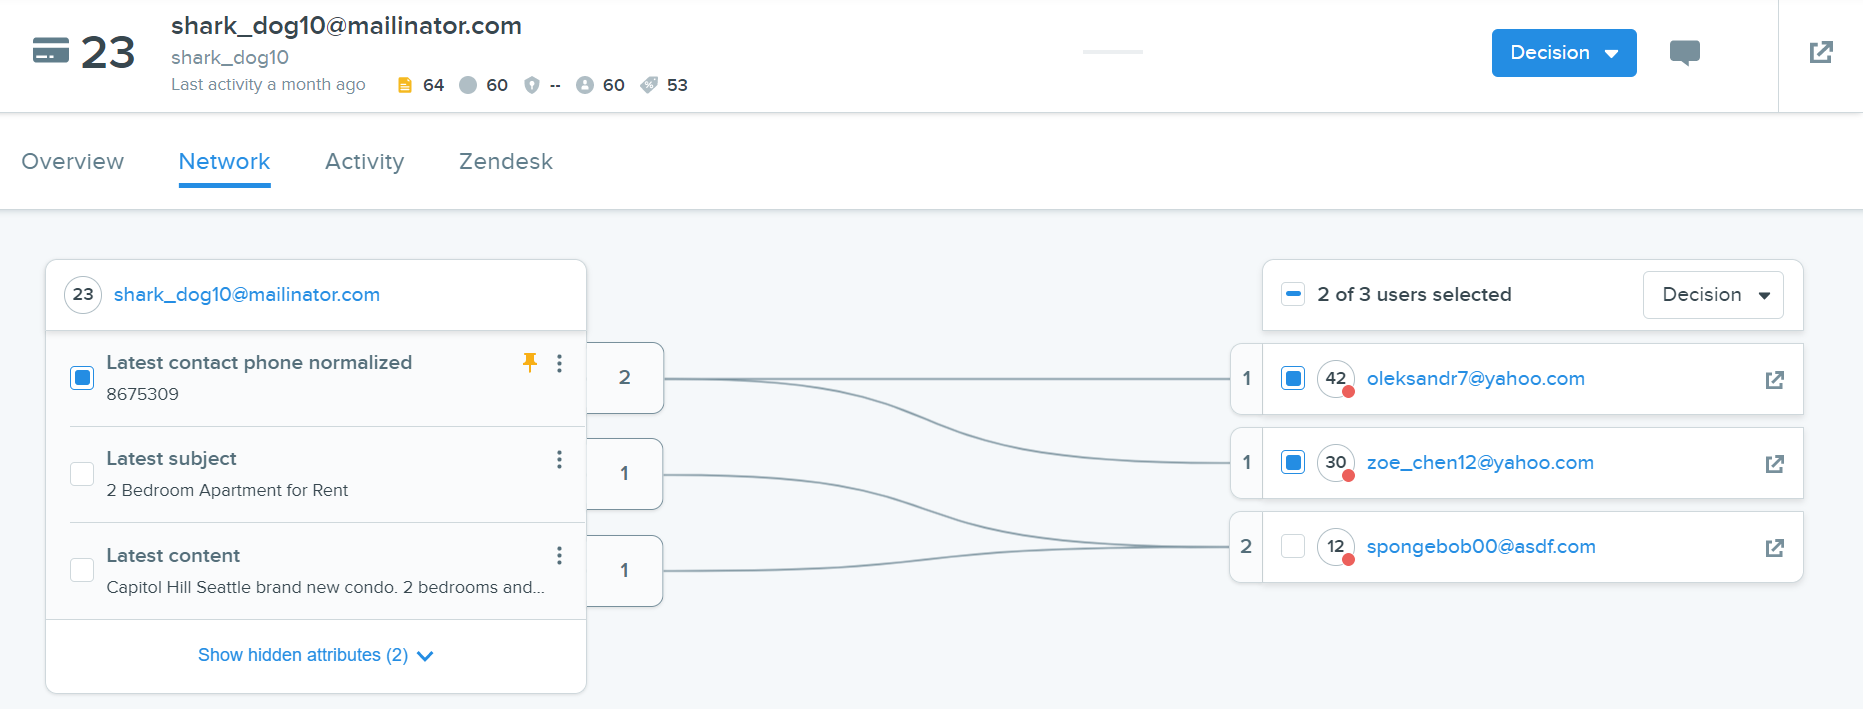 23
shark_dog10@mailinator.com
shark_dog10
Last activity a month ago 64 60 -- 60 53
Decision
Overview Network Activity Zendesk
23 shark_dog10@mailinator.com
Latest contact phone normalized
8675309
2
Latest subject
2 Bedroom Apartment for Rent
1
Latest content
Capitol Hill Seattle brand new condo. 2 bedrooms and...
1
Show hidden attributes (2)
2 of 3 users selected Decision
1 42 oleksandr7@yahoo.com
1 30 zoe_chen12@yahoo.com
2 12 spongebob00@asdf.com